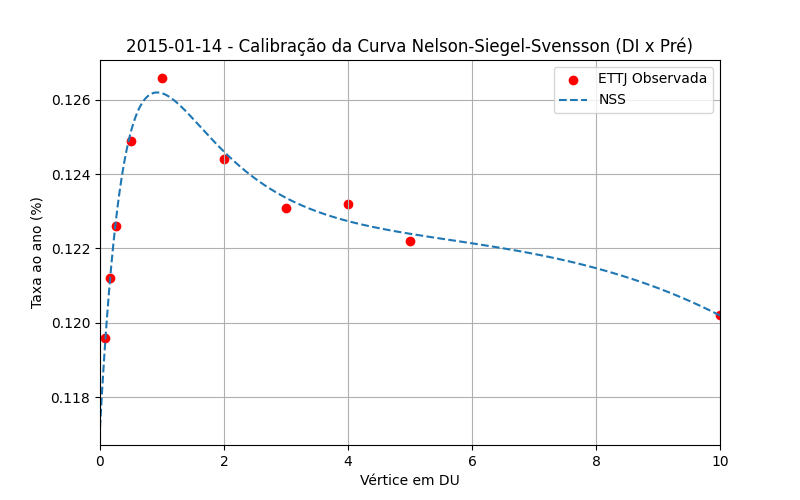 2015-01-14 - Calibração da Curva Nelson-Siegel-Svensson (DI x Pré)
ETTJ Observada
NSS
Taxa ao ano (%)
0.126
0.124
0.122
0.120
0.118
0 2 4 6 8 10
Vértice em DU